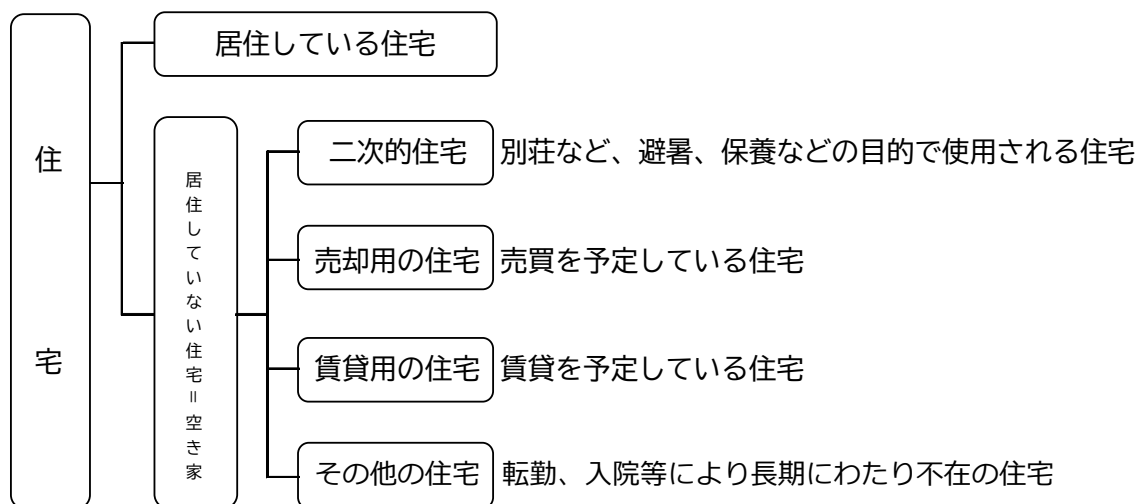 住宅
居住している住宅
居住していない住宅＝空き家
二次的住宅
別荘など、避暑、保養などの目的で使用される住宅
売却用の住宅
売買を予定している住宅
賃貸用の住宅
賃貸を予定している住宅
その他の住宅
転勤、入院等により長期にわたり不在の住宅